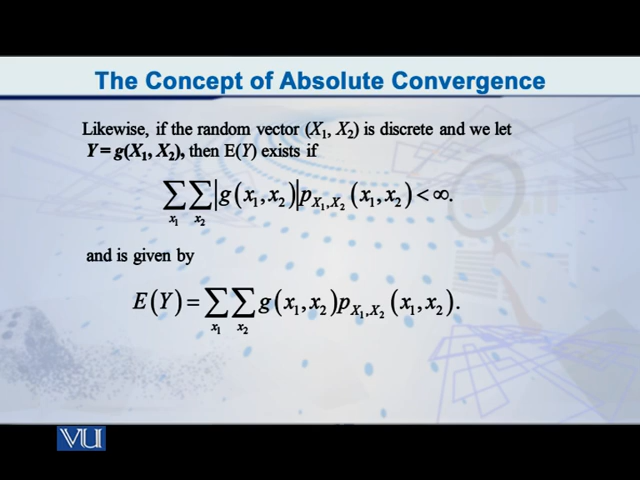 The Concept of Absolute Convergence
Likewise, if the random vector (X₁, X₂) is discrete and we let
Y = g(X₁, X₂), then E(Y) exists if
∑_{x₁} ∑_{x₂} |g(x₁,x₂)| p_{X₁,X₂}(x₁,x₂) < ∞.
and is given by
E(Y) = ∑_{x₁} ∑_{x₂} g(x₁,x₂) p_{X₁,X₂}(x₁,x₂).
VU